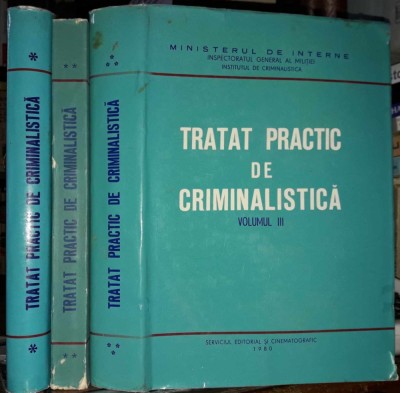 TRATAT PRACTIC DE CRIMINALISTICĂ
TRATAT PRACTIC DE CRIMINALISTICĂ
TRATAT PRACTIC DE CRIMINALISTICĂ
MINISTERUL DE INTERNE
INSPECTORATUL GENERAL AL MILIȚIEI
INSTITUTUL DE CRIMINALISTICĂ
TRATAT PRACTIC
DE
CRIMINALISTICĂ
VOLUMUL III
SERVICIUL EDITORIAL ȘI CINEMATOGRAFIC
1980